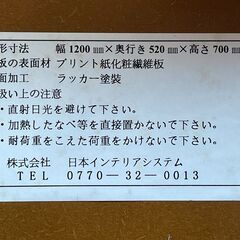 形寸法 幅1200㎜×奥行き520㎜×高さ700㎜
板の表面材 プリント紙化粧繊維板
面加工 ラッカー塗装
扱い上の注意
・直射日光を避けて下さい。
・加熱したなべ等を直接置かないで下さい。
・耐荷重をこえた荷重をかけないで下さい。
株式会社 日本インテリアシステム
TEL 0770-32-0013